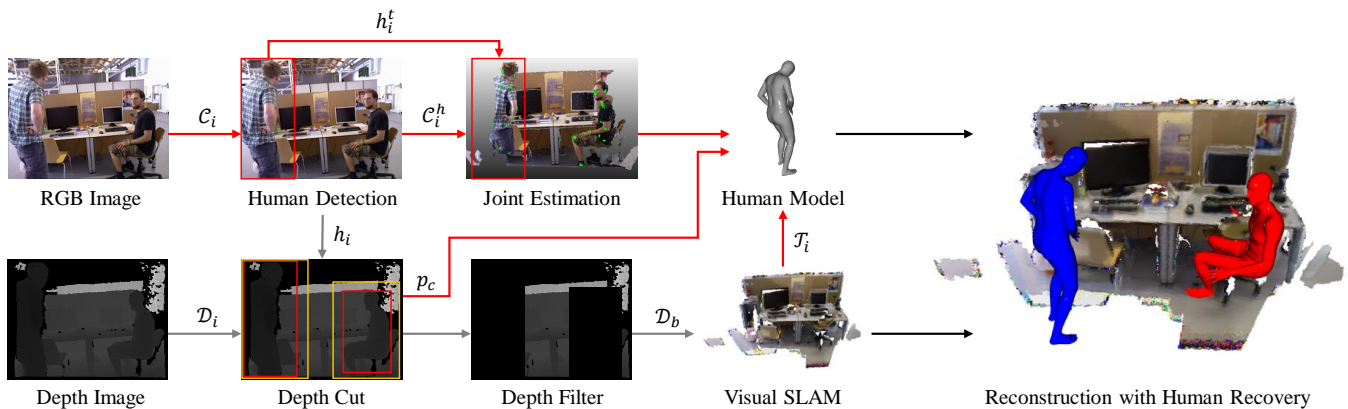 $h_i^t$
$\mathcal{C}_i$
$\mathcal{C}_i^h$
RGB Image
Human Detection
Joint Estimation
Human Model
$h_i$
$\mathcal{T}_i$
$\mathcal{D}_i$
$p_c$
$\mathcal{D}_b$
Depth Image
Depth Cut
Depth Filter
Visual SLAM
Reconstruction with Human Recovery